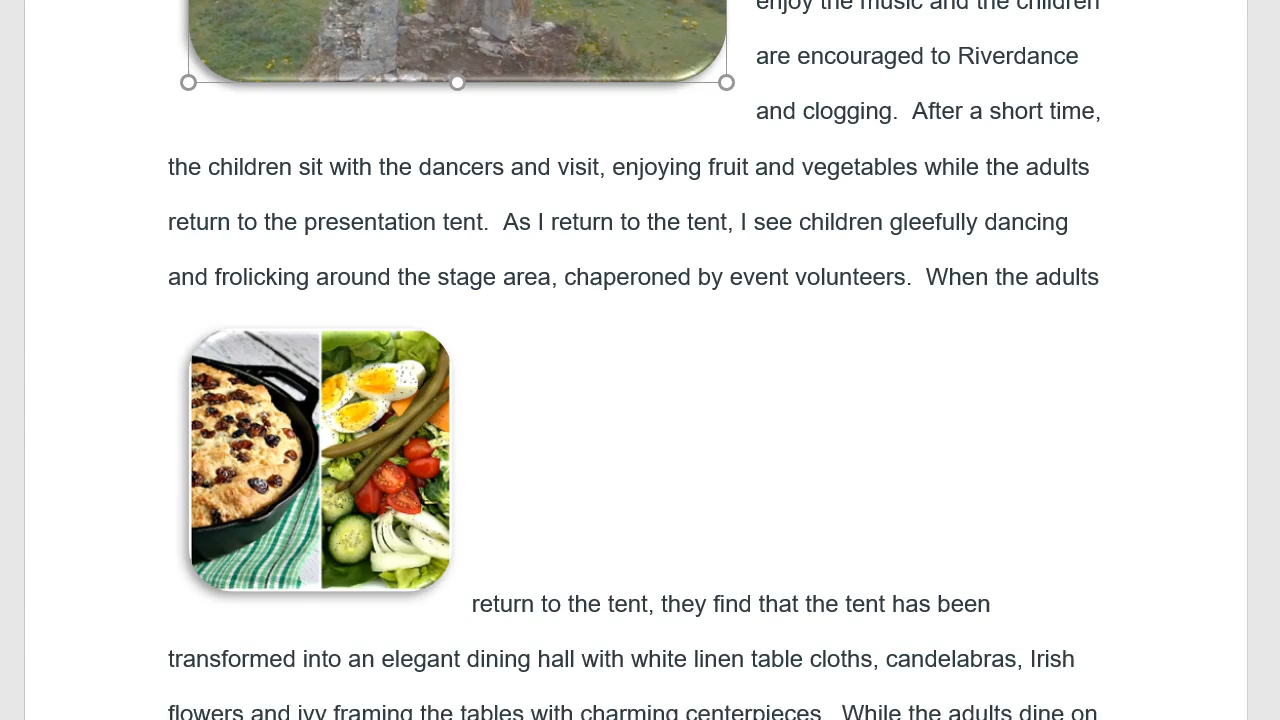 enjoy the music and the children
are encouraged to Riverdance
and clogging.  After a short time,
the children sit with the dancers and visit, enjoying fruit and vegetables while the adults
return to the presentation tent.  As I return to the tent, I see children gleefully dancing
and frolicking around the stage area, chaperoned by event volunteers.  When the adults
return to the tent, they find that the tent has been
transformed into an elegant dining hall with white linen table cloths, candelabras, Irish
flowers and ivy framing the tables with charming centerpieces.  While the adults dine on